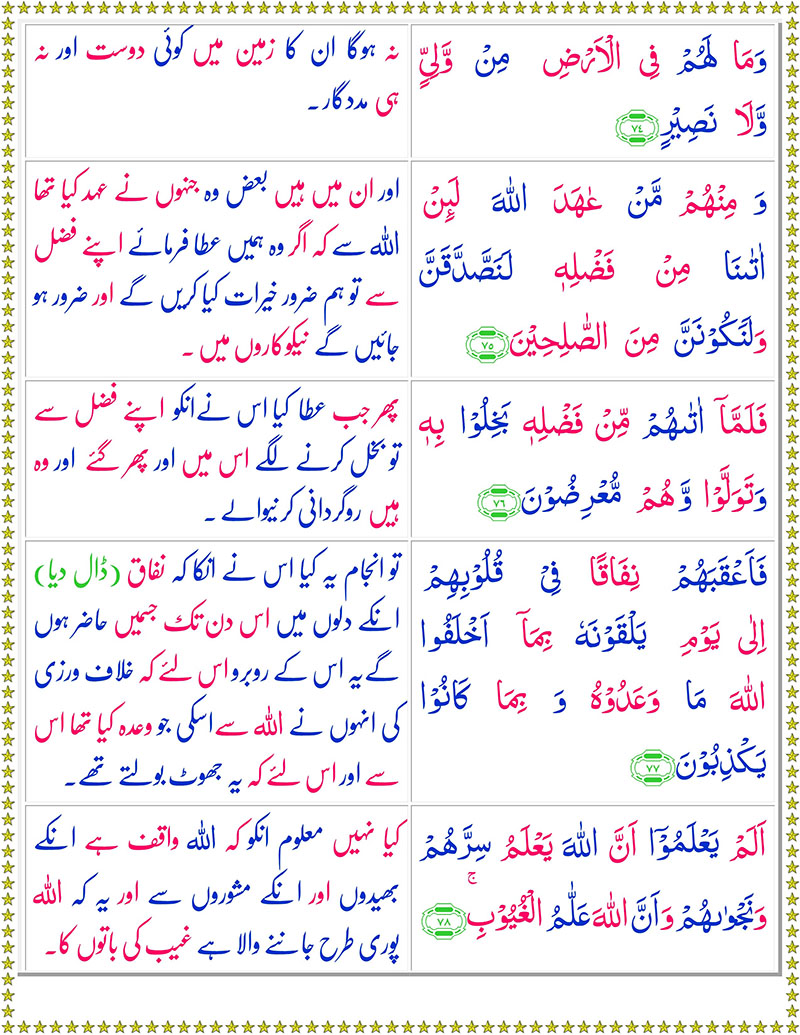 وَمَا لَهُمْ فِى الْاَرْضِ مِنْ وَّلِيٍّ
وَّلَا نَصِيْرٍ ۷۴
نہ ہوگا ان کا زمین میں کوئی دوست اور نہ
ہی مددگار۔
وَ مِنْهُمْ مَّنْ عٰهَدَ اللّٰهَ لَئِنْ
اٰتٰىنَا مِنْ فَضْلِهٖ لَنَصَّدَّقَنَّ
وَلَنَكُوْنَنَّ مِنَ الصّٰلِحِيْنَ ۷۵
اور ان میں ہیں بعض وہ جنہوں نے عہد کیا تھا
اللہ سے کہ اگر وہ ہمیں عطا فرمائے اپنے فضل
سے تو ہم ضرور خیرات کیا کریں گے اور ضرور ہو
جائیں گے نیکوکاروں میں ۔
فَلَمَّآ اٰتٰىهُمْ مِّنْ فَضْلِهٖ بَخِلُوْا بِهٖ
وَتَوَلَّوْا وَّهُمْ مُّعْرِضُوْنَ ۷۶
پھر جب عطا کیا اس نے انکو اپنے فضل سے
تو بخل کرنے لگے اس میں اور پھر گئے اور وہ
ہیں روگردانی کرنیوالے ۔
فَاَعْقَبَهُمْ نِفَاقًا فِىْ قُلُوْبِهِمْ
اِلٰى يَوْمِ يَلْقَوْنَهٗ بِمَآ اَخْلَفُوا
اللّٰهَ مَا وَعَدُوْهُ وَ بِمَا كَانُوْا
يَكْذِبُوْنَ ۷۷
تو انجام یہ کیا اس نے انکا کہ نفاق (ڈال دیا)
انکے دلوں میں اس دن تک جسمیں حاضر ہوں
گے یہ اس کے روبرو اس لئے کہ خلاف ورزی
کی انہوں نے اللہ سے اسکی جو وعدہ کیا تھا اس
سے اور اس لئے کہ یہ جھوٹ بولتے تھے۔
اَلَمْ يَعْلَمُوْٓا اَنَّ اللّٰهَ يَعْلَمُ سِرَّهُمْ
وَنَجْوٰىهُمْ وَاَنَّ اللّٰهَ عَلَّامُ الْغُيُوْبِ ۚ ۷۸
کیا نہیں معلوم انکو کہ اللہ واقف ہے انکے
بھیدوں اور انکے مشوروں سے اور یہ کہ اللہ
پوری طرح جاننے والا ہے غیب کی باتوں کا۔